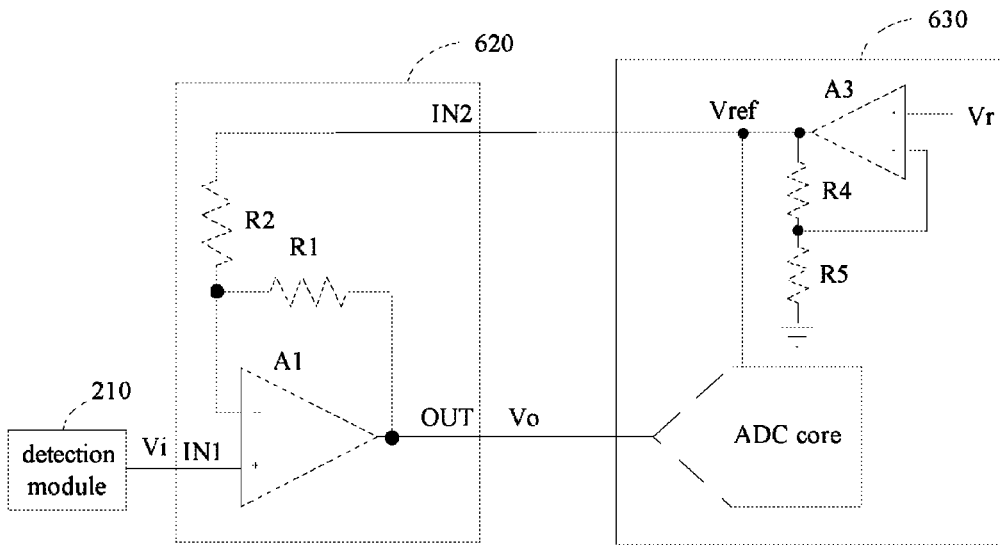 620
630
A3
IN2
Vref
Vr
+
-
R4
R2
R1
R5
A1
210
-
OUT
Vo
ADC core
Vi
IN1
+
detection
module